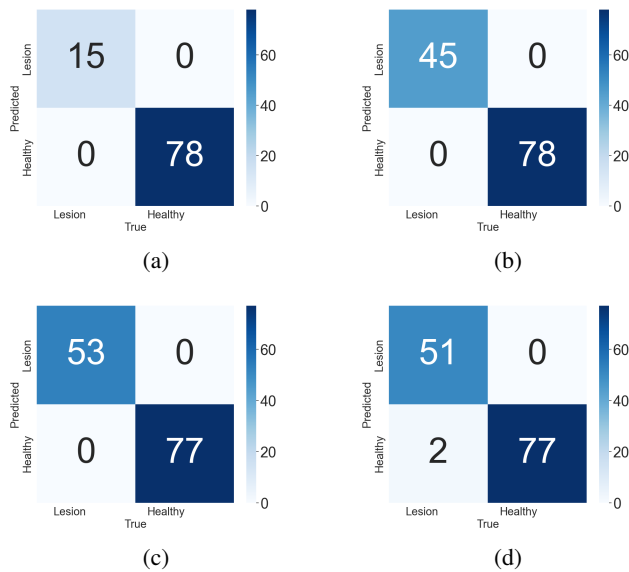 Predicted
Lesion
Healthy
15
0
0
78
Lesion
Healthy
True
60
40
20
0
(a)
Predicted
Lesion
Healthy
45
0
0
78
Lesion
Healthy
True
60
40
20
0
(b)
Predicted
Lesion
Healthy
53
0
0
77
Lesion
Healthy
True
60
40
20
0
(c)
Predicted
Lesion
Healthy
51
0
2
77
Lesion
Healthy
True
60
40
20
0
(d)